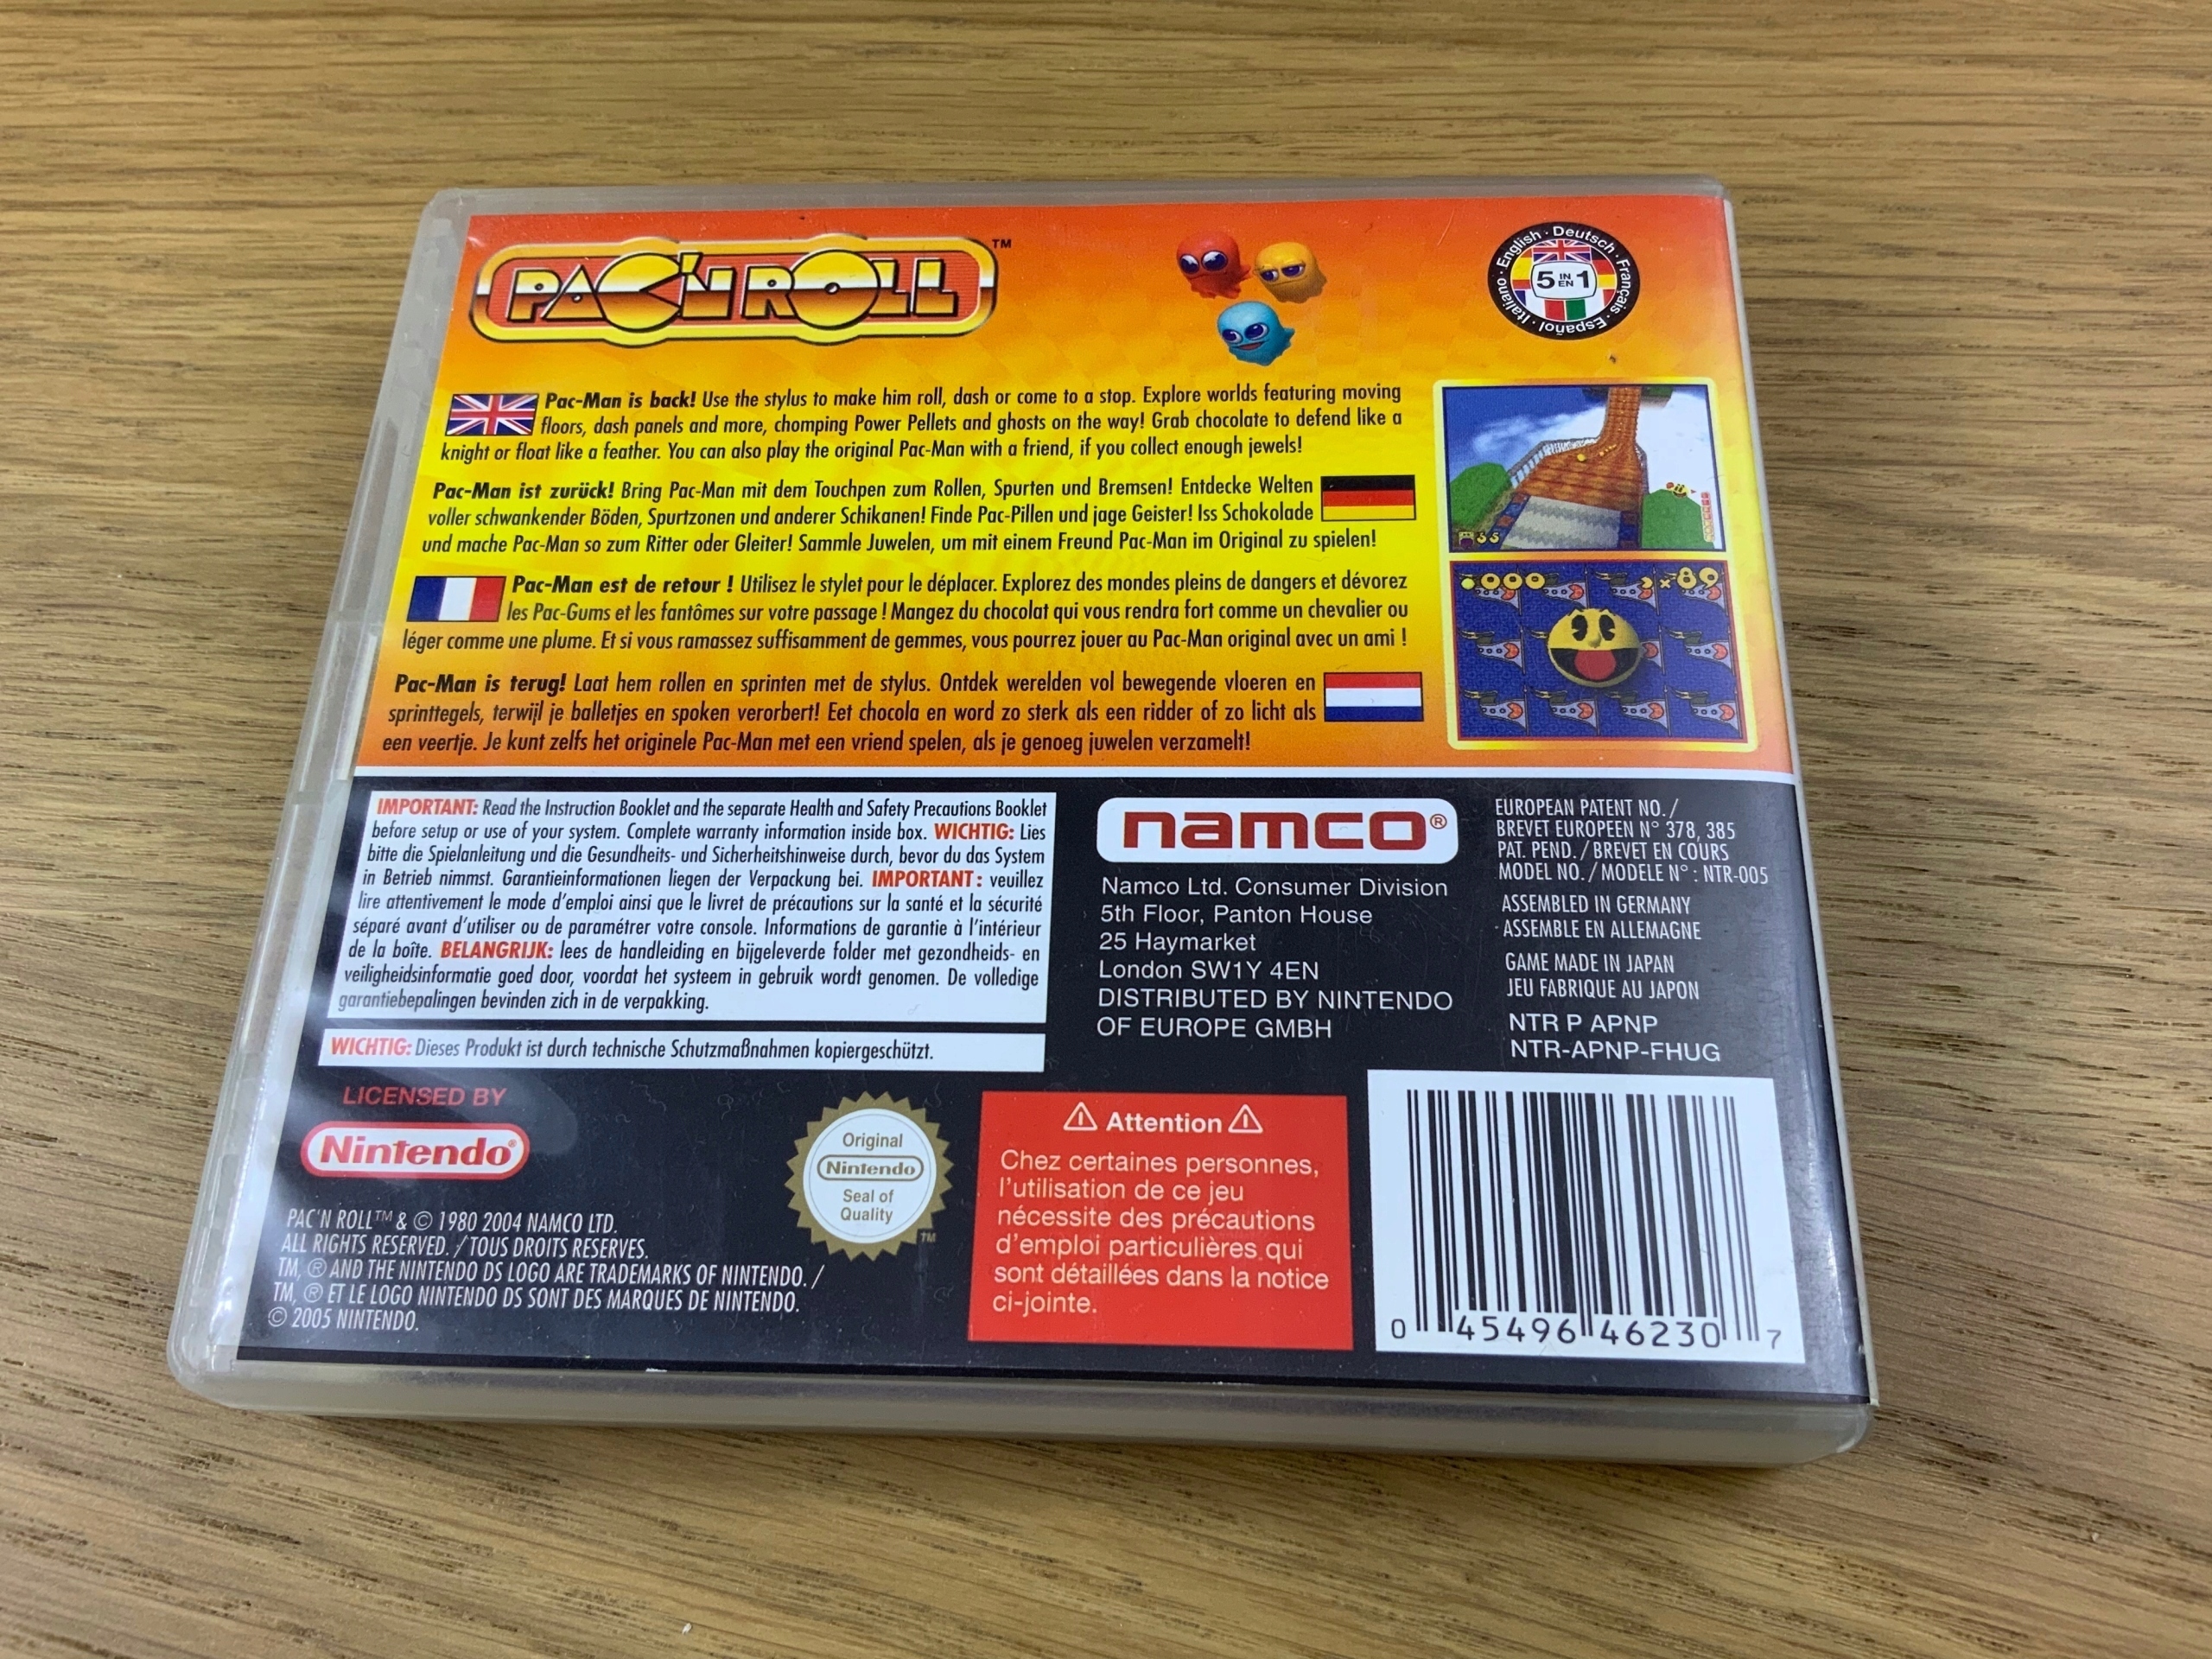 PAC'N ROLL™
English · Deutsch · Français · Español · Italiano ·
5 IN EN 1
Pac-Man is back! Use the stylus to make him roll, dash or come to a stop. Explore worlds featuring moving
floors, dash panels and more, chomping Power Pellets and ghosts on the way! Grab chocolate to defend like a
knight or float like a feather. You can also play the original Pac-Man with a friend, if you collect enough jewels!
Pac-Man ist zurück! Bring Pac-Man mit dem Touchpen zum Rollen, Spurten und Bremsen! Entdecke Welten
voller schwankender Böden, Spurtzonen und anderer Schikanen! Finde Pac-Pillen und jage Geister! Iss Schokolade
und mache Pac-Man so zum Ritter oder Gleiter! Sammle Juwelen, um mit einem Freund Pac-Man im Original zu spielen!
Pac-Man est de retour ! Utilisez le stylet pour le déplacer. Explorez des mondes pleins de dangers et dévorez
les Pac-Gums et les fantômes sur votre passage ! Mangez du chocolat qui vous rendra fort comme un chevalier ou
léger comme une plume. Et si vous ramassez suffisamment de gemmes, vous pourrez jouer au Pac-Man original avec un ami !
Pac-Man is terug! Laat hem rollen en sprinten met de stylus. Ontdek werelden vol bewegende vloeren en
sprinttegels, terwijl je balletjes en spoken verorbert! Eet chocola en word zo sterk als een ridder of zo licht als
een veertje. Je kunt zelfs het originele Pac-Man met een vriend spelen, als je genoeg juwelen verzamelt!
35
000 ×89
IMPORTANT: Read the Instruction Booklet and the separate Health and Safety Precautions Booklet
before setup or use of your system. Complete warranty information inside box. WICHTIG: Lies
bitte die Spielanleitung und die Gesundheits- und Sicherheitshinweise durch, bevor du das System
in Betrieb nimmst. Garantieinformationen liegen der Verpackung bei. IMPORTANT : veuillez
lire attentivement le mode d'emploi ainsi que le livret de précautions sur la santé et la sécurité
séparé avant d'utiliser ou de paramétrer votre console. Informations de garantie à l'intérieur
de la boîte. BELANGRIJK: lees de handleiding en bijgeleverde folder met gezondheids- en
veiligheidsinformatie goed door, voordat het systeem in gebruik wordt genomen. De volledige
garantiebepalingen bevinden zich in de verpakking.
WICHTIG: Dieses Produkt ist durch technische Schutzmaßnahmen kopiergeschützt.
namco®
Namco Ltd. Consumer Division
5th Floor, Panton House
25 Haymarket
London SW1Y 4EN
DISTRIBUTED BY NINTENDO
OF EUROPE GMBH
EUROPEAN PATENT NO. /
BREVET EUROPEEN N° 378, 385
PAT. PEND. / BREVET EN COURS
MODEL NO. / MODELE N° : NTR-005
ASSEMBLED IN GERMANY
ASSEMBLE EN ALLEMAGNE
GAME MADE IN JAPAN
JEU FABRIQUE AU JAPON
NTR P APNP
NTR-APNP-FHUG
LICENSED BY
Nintendo®
PAC'N ROLL™ & © 1980 2004 NAMCO LTD.
ALL RIGHTS RESERVED. / TOUS DROITS RESERVES.
TM, ® AND THE NINTENDO DS LOGO ARE TRADEMARKS OF NINTENDO. /
TM, ® ET LE LOGO NINTENDO DS SONT DES MARQUES DE NINTENDO.
© 2005 NINTENDO.
Original
Nintendo
Seal of
Quality
TM
⚠ Attention ⚠
Chez certaines personnes,
l'utilisation de ce jeu
nécessite des précautions
d'emploi particulières qui
sont détaillées dans la notice
ci-jointe.
0 45496 46230 7